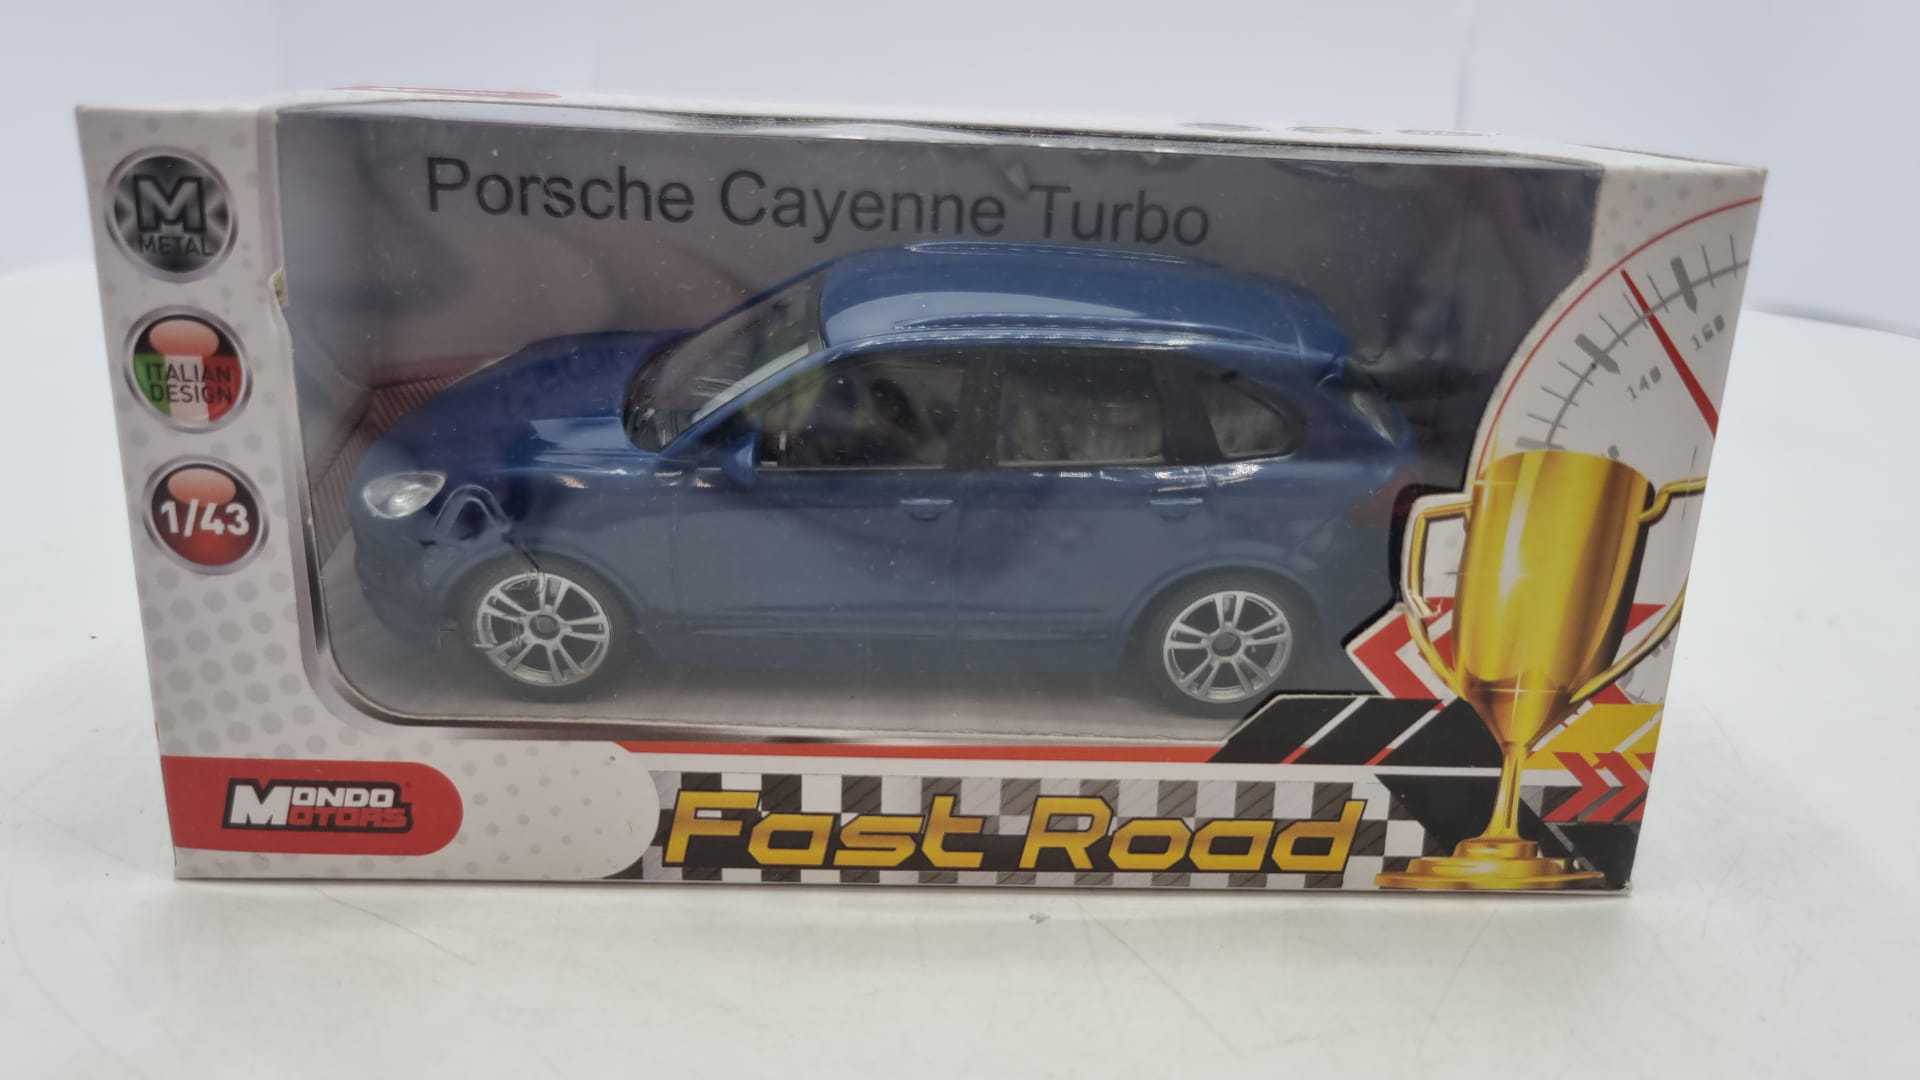 Porsche Cayenne Turbo
M
METAL
ITALIAN
DESIGN
1/43
160
140
MONDO
MOTORS
Fast Road